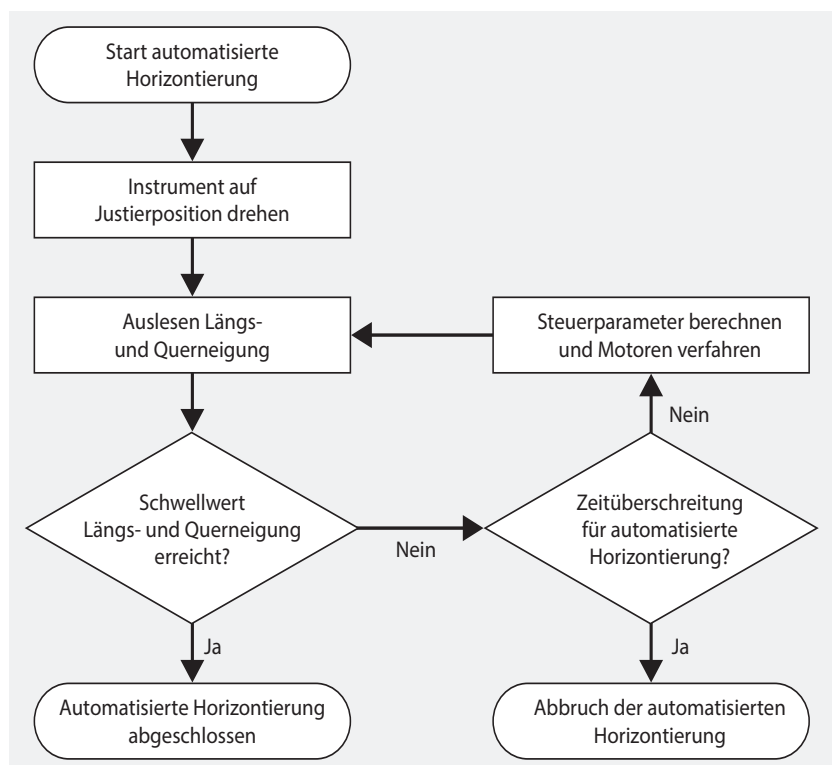 Start automatisierte
Horizontierung
Instrument auf
Justierposition drehen
Auslesen Längs-
und Querneigung
Steuerparameter berechnen
und Motoren verfahren
Nein
Schwellwert
Längs- und Querneigung
erreicht?
Nein
Zeitüberschreitung
für automatisierte
Horizontierung?
Ja
Ja
Automatisierte Horizontierung
abgeschlossen
Abbruch der automatisierten
Horizontierung